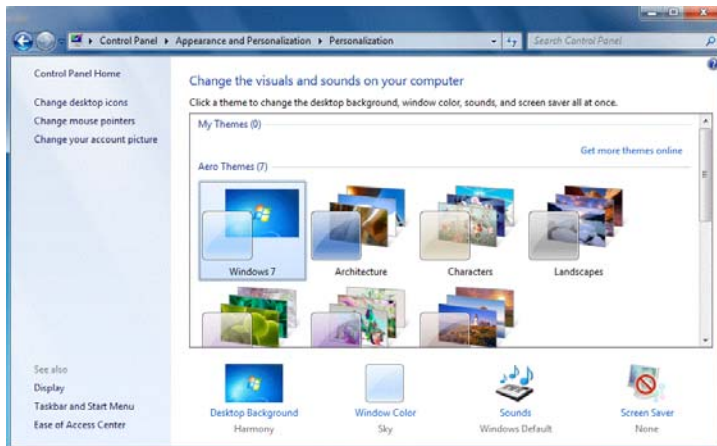 Control Panel Appearance and Personalization Personalization
Search Control Panel
Control Panel Home
Change desktop icons
Change mouse pointers
Change your account picture
See also
Display
Taskbar and Start Menu
Ease of Access Center
Change the visuals and sounds on your computer
Click a theme to change the desktop background, window color, sounds, and screen saver all at once.
My Themes (0)
Get more themes online
Aero Themes (7)
Windows 7 Architecture Characters Landscapes
Desktop Background Window Color Sounds Screen Saver
Harmony Sky Windows Default None